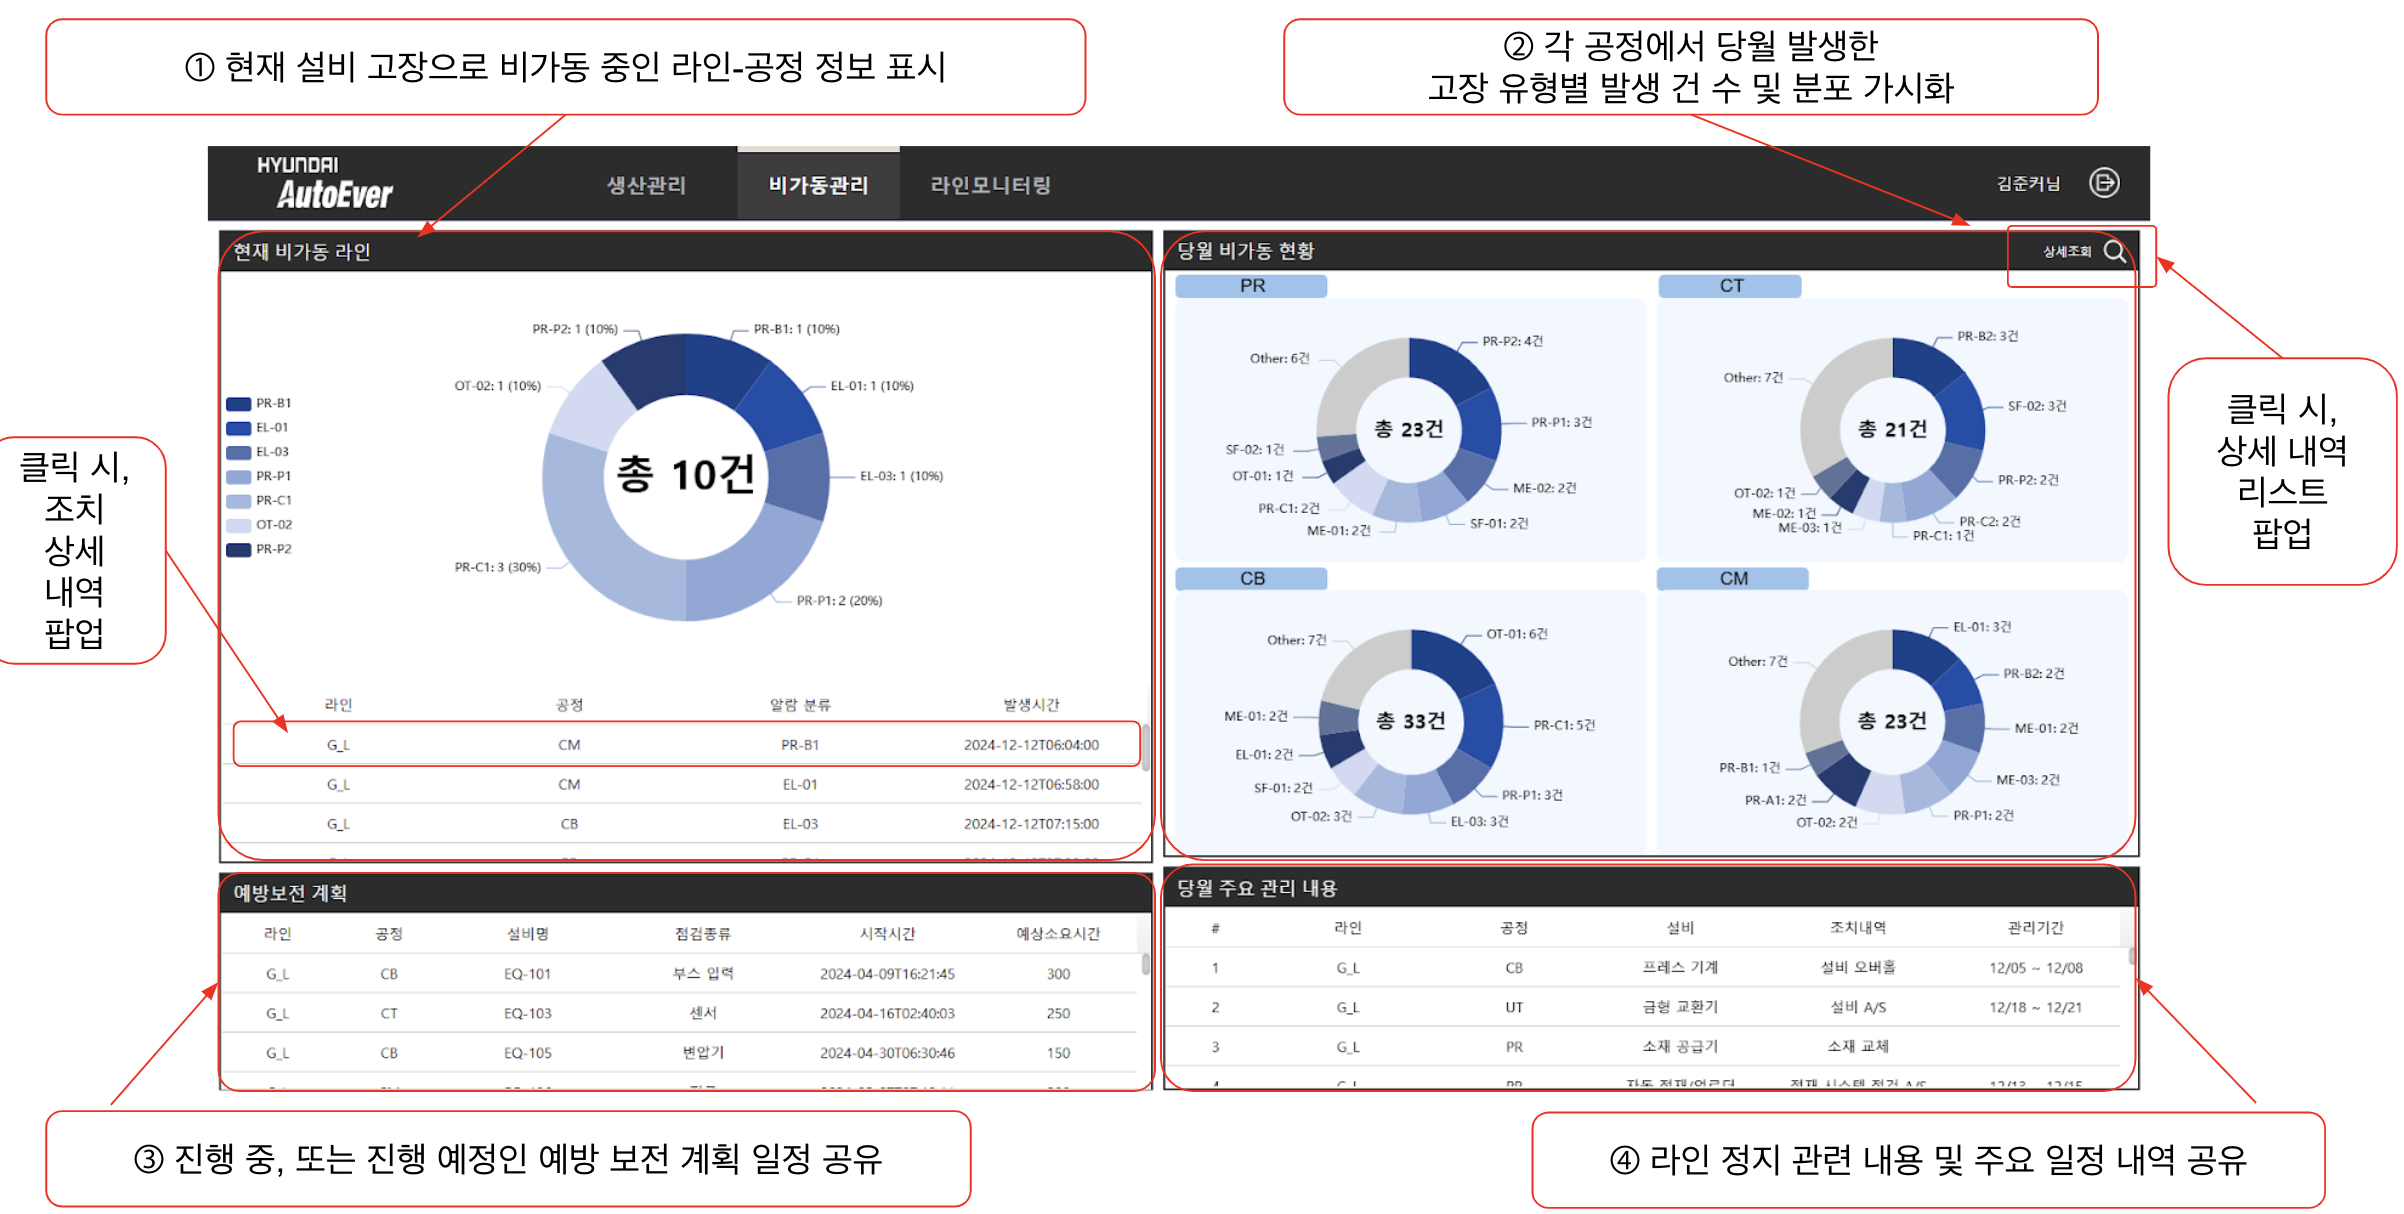 ① 현재 설비 고장으로 비가동 중인 라인-공정 정보 표시
② 각 공정에서 당월 발생한
고장 유형별 발생 건 수 및 분포 가시화
HYUNDAI
AutoEver
생산관리
비가동관리
라인모니터링
김준커님
현재 비가동 라인
PR-P2: 1 (10%)
PR-B1: 1 (10%)
OT-02: 1 (10%)
EL-01: 1 (10%)
EL-03: 1 (10%)
PR-C1: 3 (30%)
PR-P1: 2 (20%)
총 10건
PR-B1
EL-01
EL-03
PR-P1
PR-C1
OT-02
PR-P2
클릭 시,
조치
상세
내역
팝업
라인 공정 알람 분류 발생시간
G_L CM PR-B1 2024-12-12T06:04:00
G_L CM EL-01 2024-12-12T06:58:00
G_L CB EL-03 2024-12-12T07:15:00
당월 비가동 현황
상세조회
PR
Other: 6건
PR-P2: 4건
PR-P1: 3건
ME-02: 2건
SF-01: 2건
ME-01: 2건
PR-C1: 2건
OT-01: 1건
SF-02: 1건
총 23건
CT
Other: 7건
PR-B2: 3건
SF-02: 3건
PR-P2: 2건
PR-C2: 2건
PR-C1: 1건
ME-03: 1건
ME-02: 1건
OT-02: 1건
총 21건
CB
Other: 7건
OT-01: 6건
PR-C1: 5건
PR-P1: 3건
EL-03: 3건
OT-02: 3건
SF-01: 2건
EL-01: 2건
ME-01: 2건
총 33건
CM
Other: 7건
EL-01: 3건
PR-B2: 2건
ME-01: 2건
ME-03: 2건
PR-P1: 2건
OT-02: 2건
PR-A1: 2건
PR-B1: 1건
총 23건
클릭 시,
상세 내역
리스트
팝업
예방보전 계획
라인 공정 설비명 점검종류 시작시간 예상소요시간
G_L CB EQ-101 부스 입력 2024-04-09T16:21:45 300
G_L CT EQ-103 센서 2024-04-16T02:40:03 250
G_L CB EQ-105 변압기 2024-04-30T06:30:46 150
당월 주요 관리 내용
# 라인 공정 설비 조치내역 관리기간
1 G_L CB 프레스 기계 설비 오버홀 12/05 ~ 12/08
2 G_L UT 금형 교환기 설비 A/S 12/18 ~ 12/21
3 G_L PR 소재 공급기 소재 교체
③ 진행 중, 또는 진행 예정인 예방 보전 계획 일정 공유
④ 라인 정지 관련 내용 및 주요 일정 내역 공유